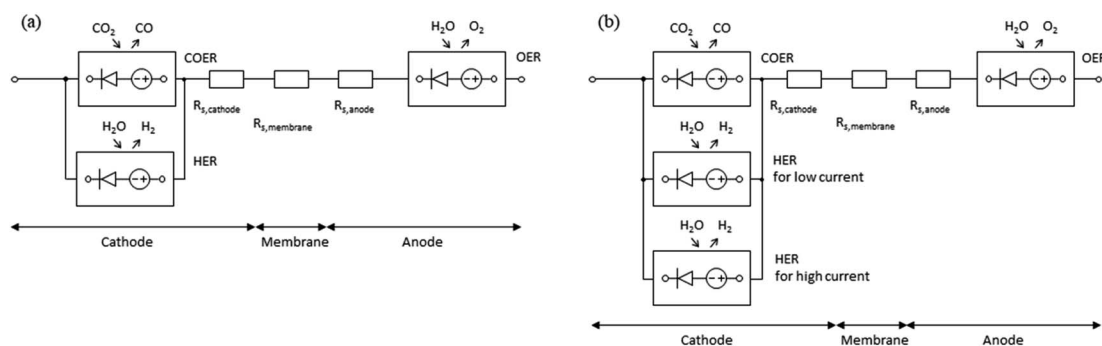 (a)
CO2 CO
H2O O2
COER
OER
Rs,cathode
Rs,anode
Rs,membrane
H2O H2
HER
Cathode Membrane Anode
(b)
CO2 CO
H2O O2
COER
OER
Rs,cathode
Rs,anode
Rs,membrane
H2O H2
HER
for low current
H2O H2
HER
for high current
Cathode Membrane Anode